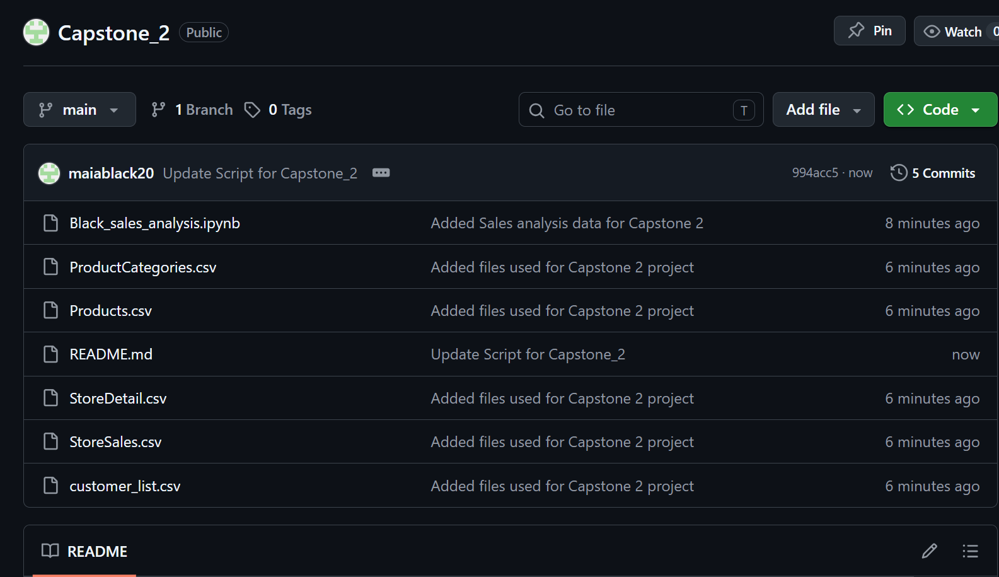 Capstone_2 Public Pin Watch 0
main 1 Branch 0 Tags Go to file T Add file Code
maiablack20 Update Script for Capstone_2 994acc5 · now 5 Commits
Black_sales_analysis.ipynb Added Sales analysis data for Capstone 2 8 minutes ago
ProductCategories.csv Added files used for Capstone 2 project 6 minutes ago
Products.csv Added files used for Capstone 2 project 6 minutes ago
README.md Update Script for Capstone_2 now
StoreDetail.csv Added files used for Capstone 2 project 6 minutes ago
StoreSales.csv Added files used for Capstone 2 project 6 minutes ago
customer_list.csv Added files used for Capstone 2 project 6 minutes ago
README